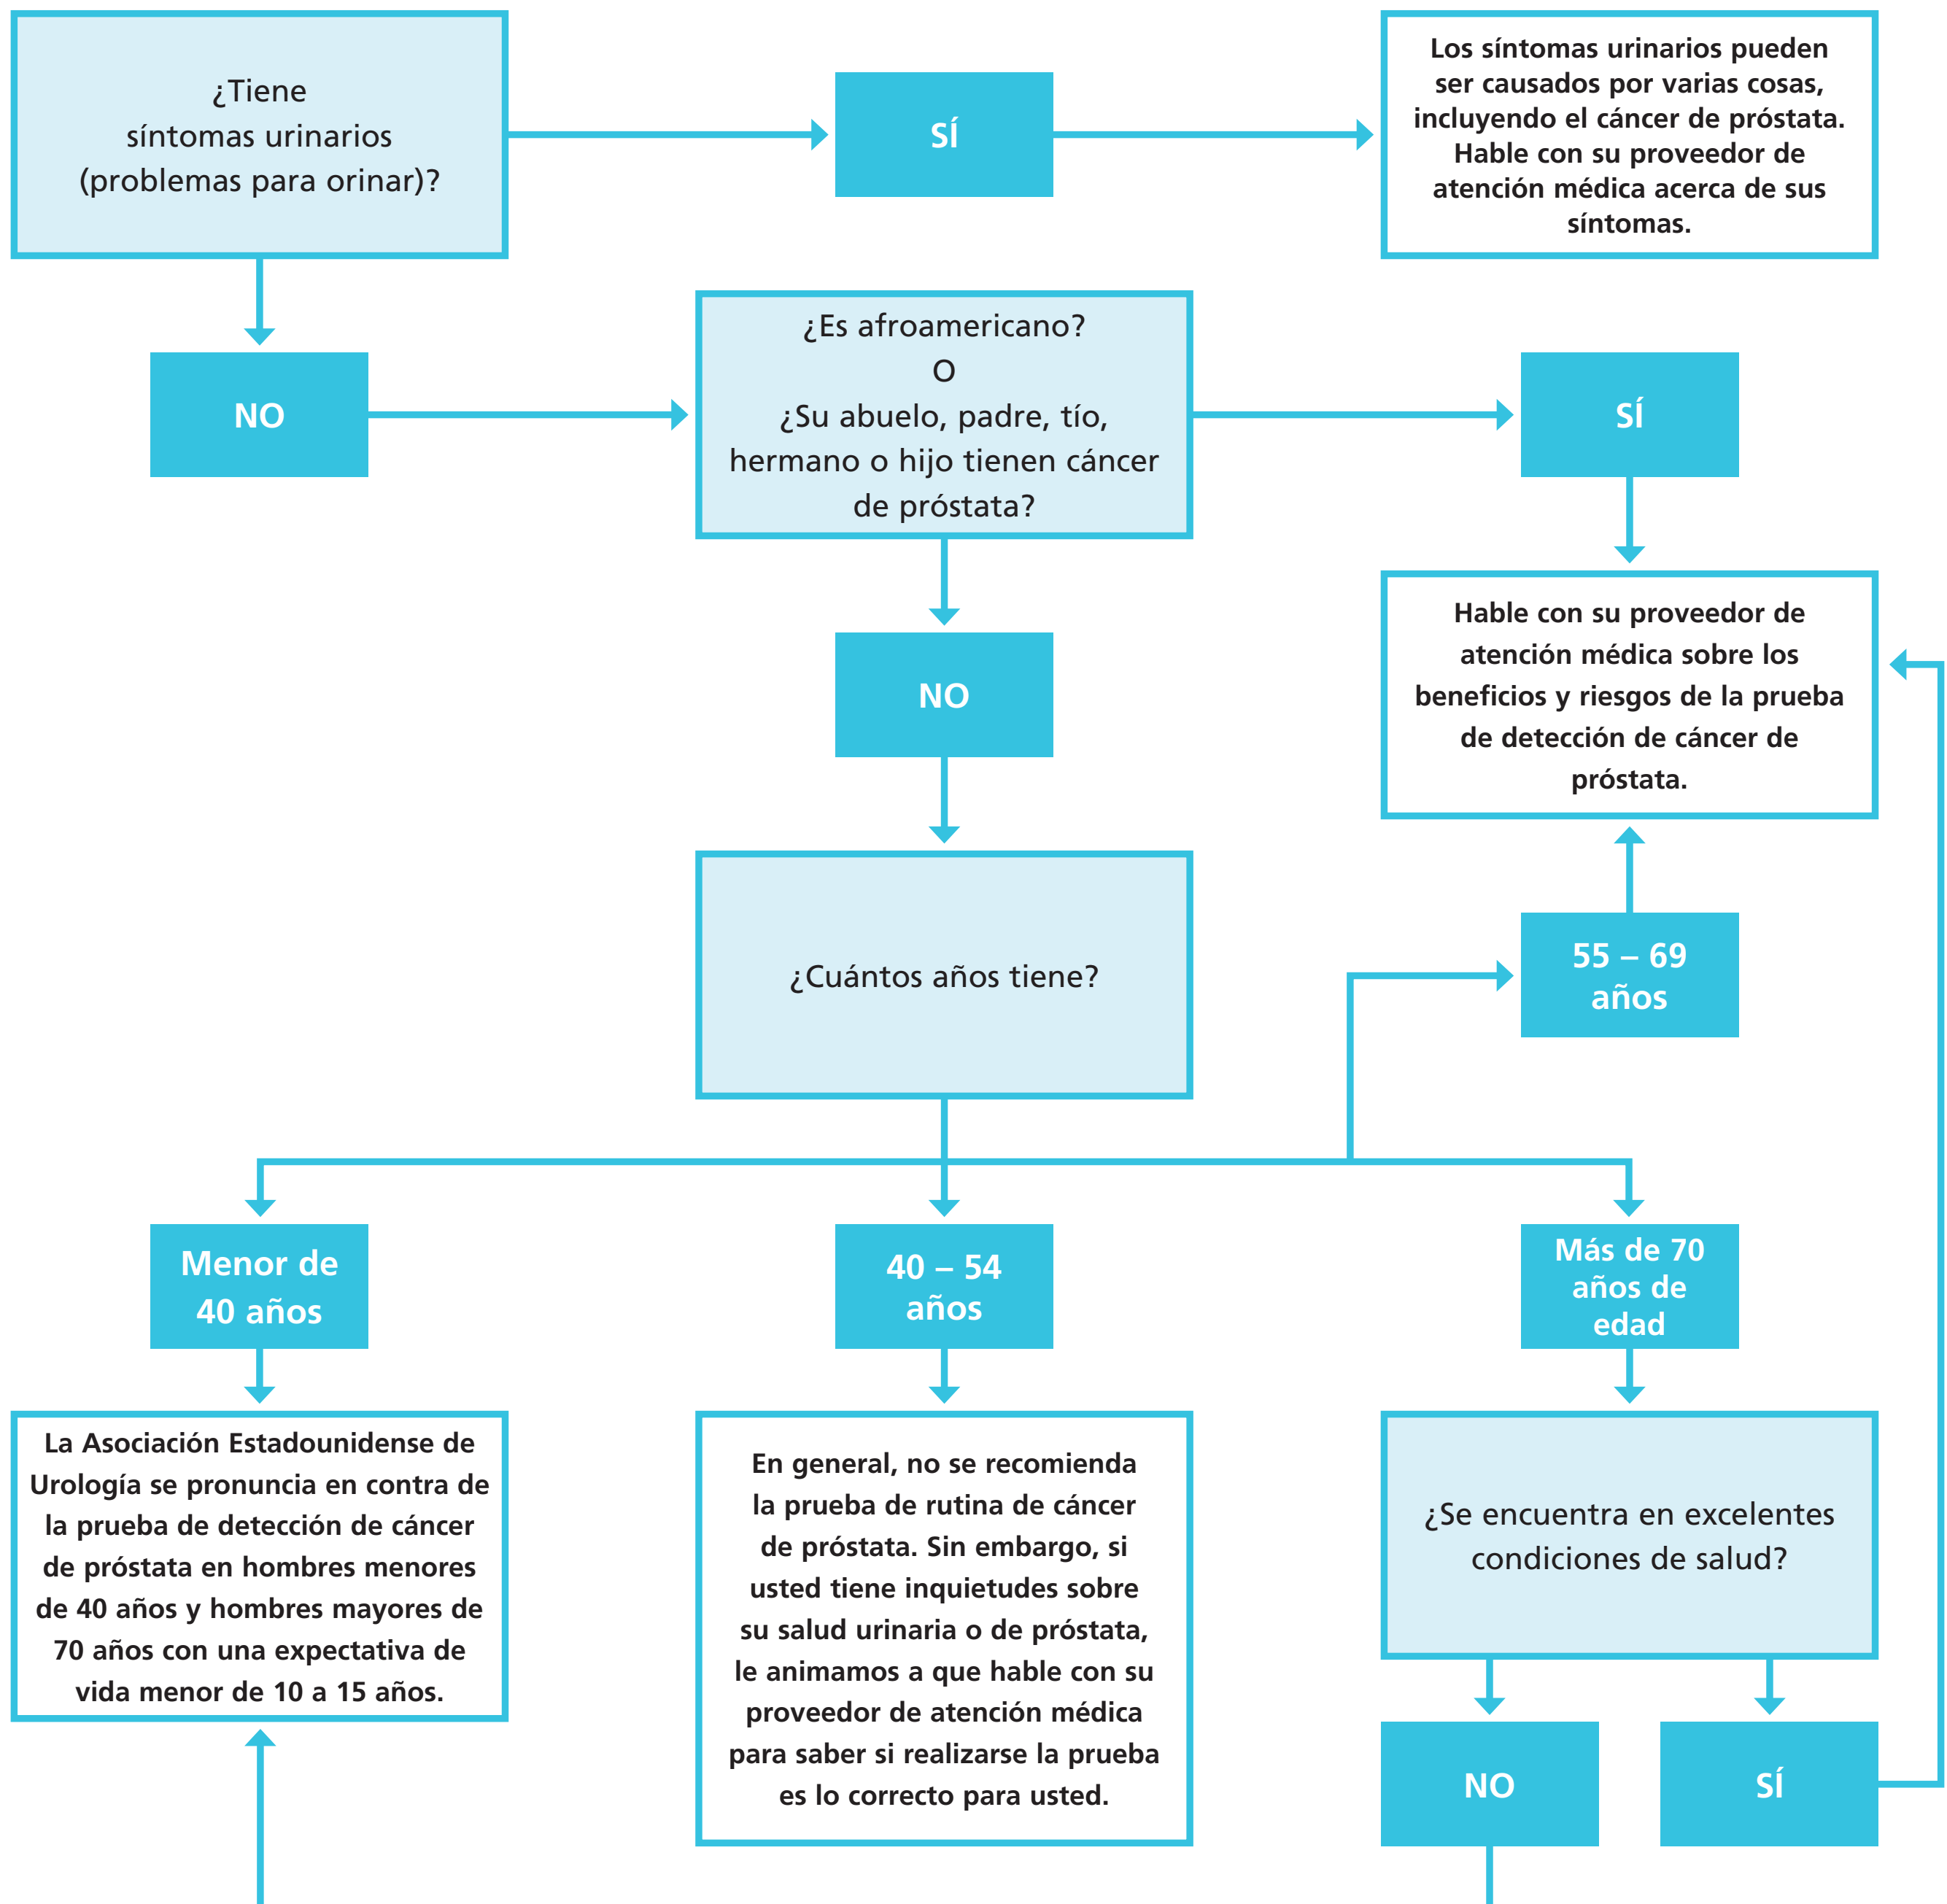 ¿Tiene
síntomas urinarios
(problemas para orinar)?
SÍ
Los síntomas urinarios pueden
ser causados por varias cosas,
incluyendo el cáncer de próstata.
Hable con su proveedor de
atención médica acerca de sus
síntomas.
NO
¿Es afroamericano?
O
¿Su abuelo, padre, tío,
hermano o hijo tienen cáncer
de próstata?
SÍ
Hable con su proveedor de
atención médica sobre los
beneficios y riesgos de la prueba
de detección de cáncer de
próstata.
NO
¿Cuántos años tiene?
55 – 69
años
Menor de
40 años
40 – 54
años
Más de 70
años de
edad
La Asociación Estadounidense de
Urología se pronuncia en contra de
la prueba de detección de cáncer
de próstata en hombres menores
de 40 años y hombres mayores de
70 años con una expectativa de
vida menor de 10 a 15 años.
En general, no se recomienda
la prueba de rutina de cáncer
de próstata. Sin embargo, si
usted tiene inquietudes sobre
su salud urinaria o de próstata,
le animamos a que hable con su
proveedor de atención médica
para saber si realizarse la prueba
es lo correcto para usted.
¿Se encuentra en excelentes
condiciones de salud?
NO
SÍ